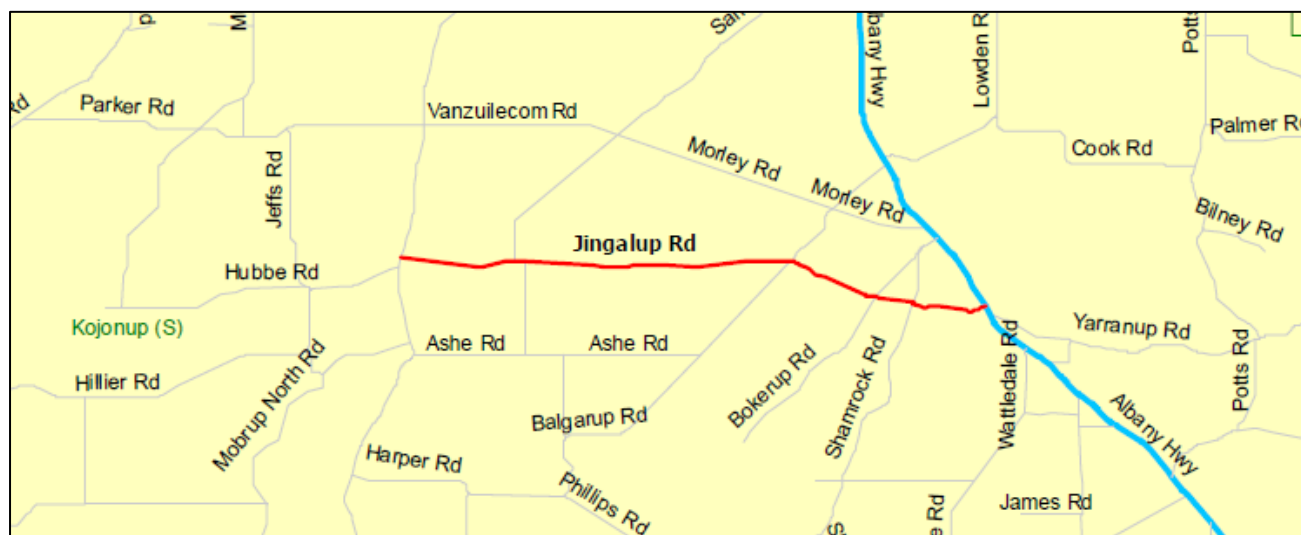 Parker Rd
Vanzuilecom Rd
Albany Hwy
Lowden R
Potts
Palmer Rd
Cook Rd
Morley Rd
Morley Rd
Jeffs Rd
Bilney Rd
Jingalup Rd
Hubbe Rd
Kojonup (S)
Yarranup Rd
Ashe Rd
Ashe Rd
Wattledale Rd
Potts Rd
Hillier Rd
Mobrup North Rd
Balgarup Rd
Bokerup Rd
Shamrock Rd
Albany Hwy
Harper Rd
Phillips Rd
James Rd
e Rd